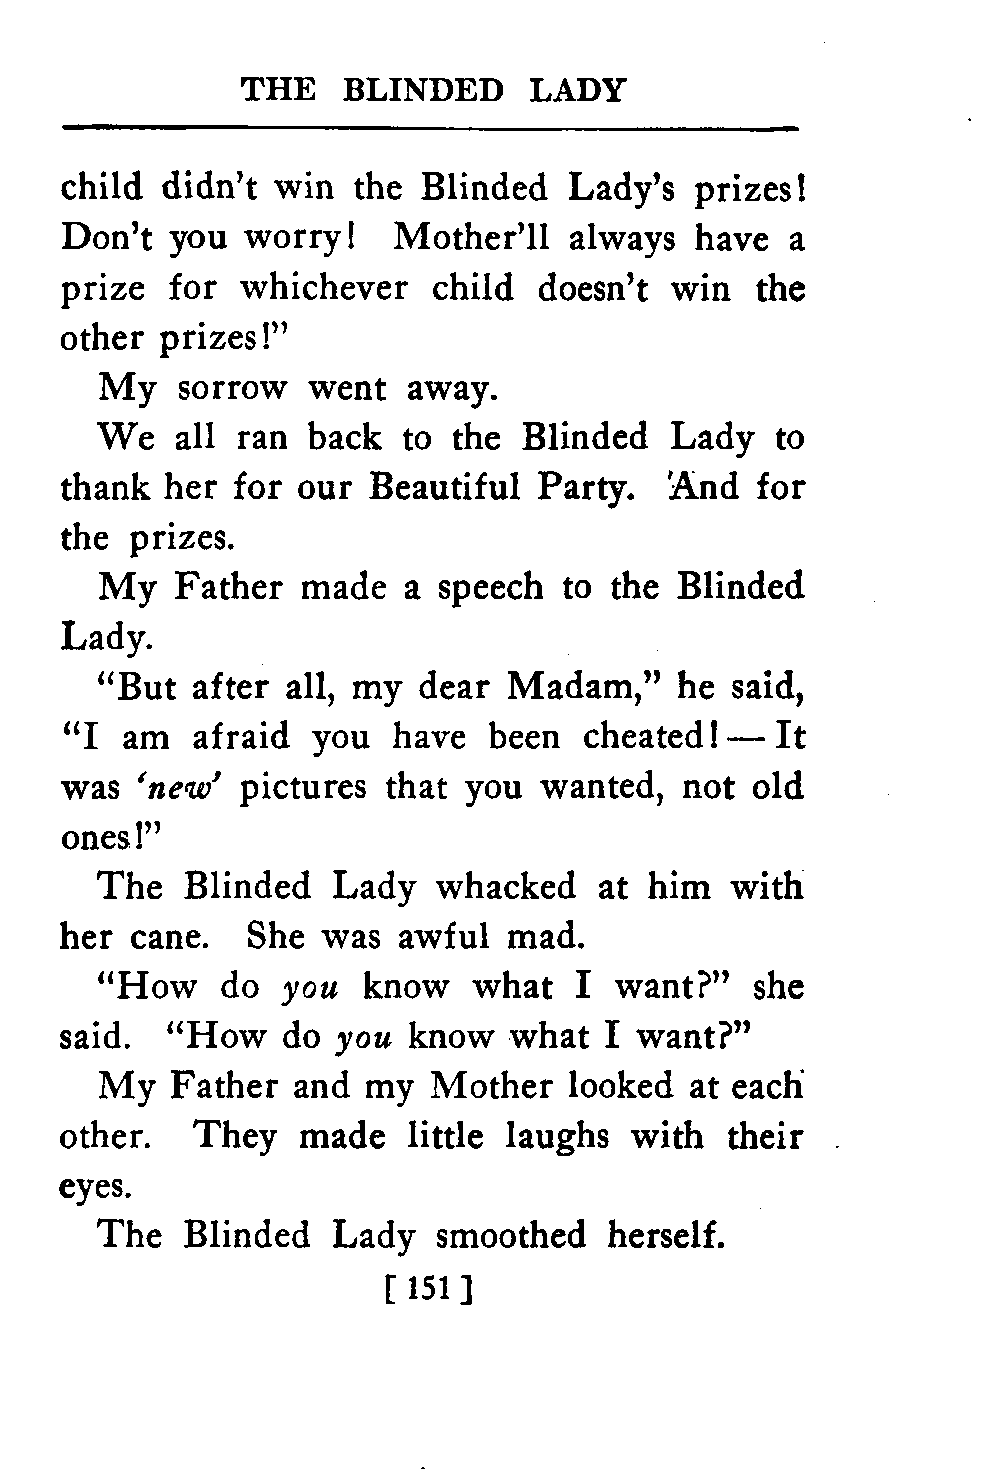 THE BLINDED LADY
child didn't win the Blinded Lady's prizes!
Don't you worry! Mother'll always have a
prize for whichever child doesn't win the
other prizes!"
My sorrow went away.
We all ran back to the Blinded Lady to
thank her for our Beautiful Party. And for
the prizes.
My Father made a speech to the Blinded
Lady.
"But after all, my dear Madam," he said,
"I am afraid you have been cheated!—It
was 'new' pictures that you wanted, not old
ones!"
The Blinded Lady whacked at him with
her cane. She was awful mad.
"How do you know what I want?" she
said. "How do you know what I want?"
My Father and my Mother looked at each
other. They made little laughs with their
eyes.
The Blinded Lady smoothed herself.
[ 151 ]